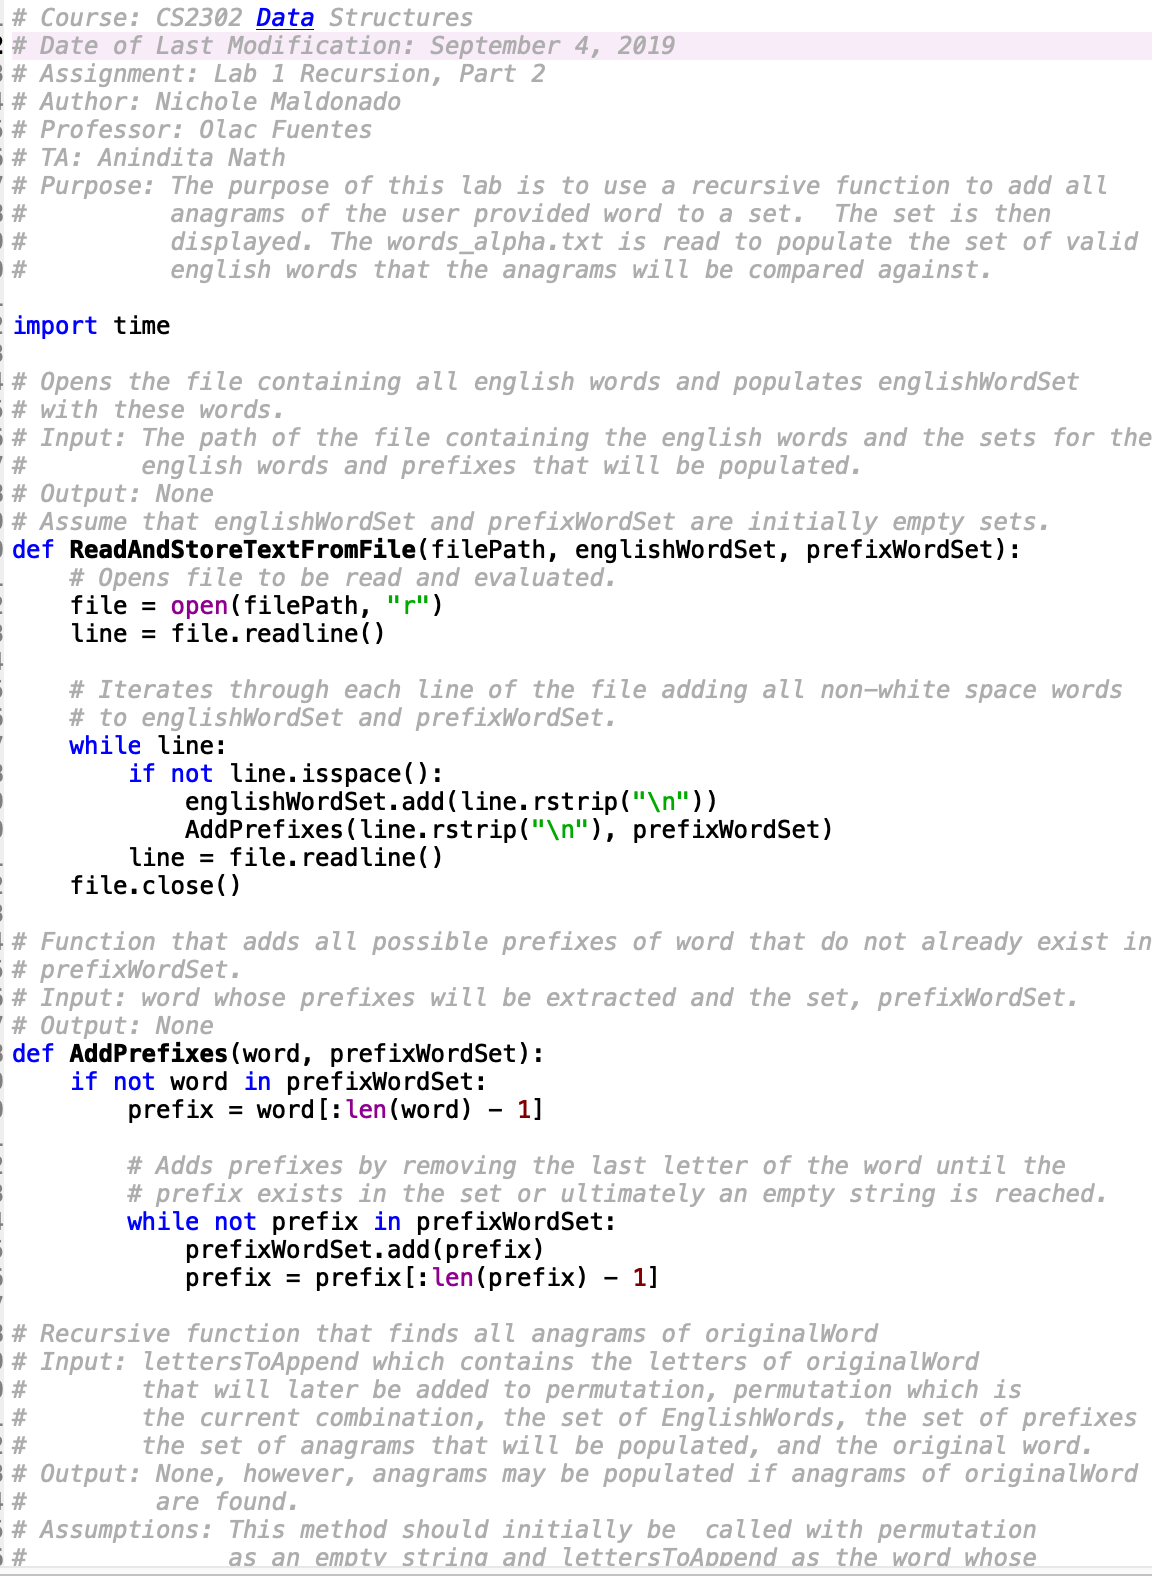 # Course: CS2302 Data Structures
# Date of Last Modification: September 4, 2019
# Assignment: Lab 1 Recursion, Part 2
# Author: Nichole Maldonado
# Professor: Olac Fuentes
# TA: Anindita Nath
# Purpose: The purpose of this lab is to use a recursive function to add all
#          anagrams of the user provided word to a set.  The set is then
#          displayed. The words_alpha.txt is read to populate the set of valid
#          english words that the anagrams will be compared against.

import time

# Opens the file containing all english words and populates englishWordSet
# with these words.
# Input: The path of the file containing the english words and the sets for the
#        english words and prefixes that will be populated.
# Output: None
# Assume that englishWordSet and prefixWordSet are initially empty sets.
def ReadAndStoreTextFromFile(filePath, englishWordSet, prefixWordSet):
    # Opens file to be read and evaluated.
    file = open(filePath, "r")
    line = file.readline()

    # Iterates through each line of the file adding all non-white space words
    # to englishWordSet and prefixWordSet.
    while line:
        if not line.isspace():
            englishWordSet.add(line.rstrip("\n"))
            AddPrefixes(line.rstrip("\n"), prefixWordSet)
        line = file.readline()
    file.close()

# Function that adds all possible prefixes of word that do not already exist in
# prefixWordSet.
# Input: word whose prefixes will be extracted and the set, prefixWordSet.
# Output: None
def AddPrefixes(word, prefixWordSet):
    if not word in prefixWordSet:
        prefix = word[:len(word) - 1]

        # Adds prefixes by removing the last letter of the word until the
        # prefix exists in the set or ultimately an empty string is reached.
        while not prefix in prefixWordSet:
            prefixWordSet.add(prefix)
            prefix = prefix[:len(prefix) - 1]

# Recursive function that finds all anagrams of originalWord
# Input: lettersToAppend which contains the letters of originalWord
#        that will later be added to permutation, permutation which is
#        the current combination, the set of EnglishWords, the set of prefixes
#        the set of anagrams that will be populated, and the original word.
# Output: None, however, anagrams may be populated if anagrams of originalWord
#         are found.
# Assumptions: This method should initially be  called with permutation
#              as an empty string and lettersToAppend as the word whose